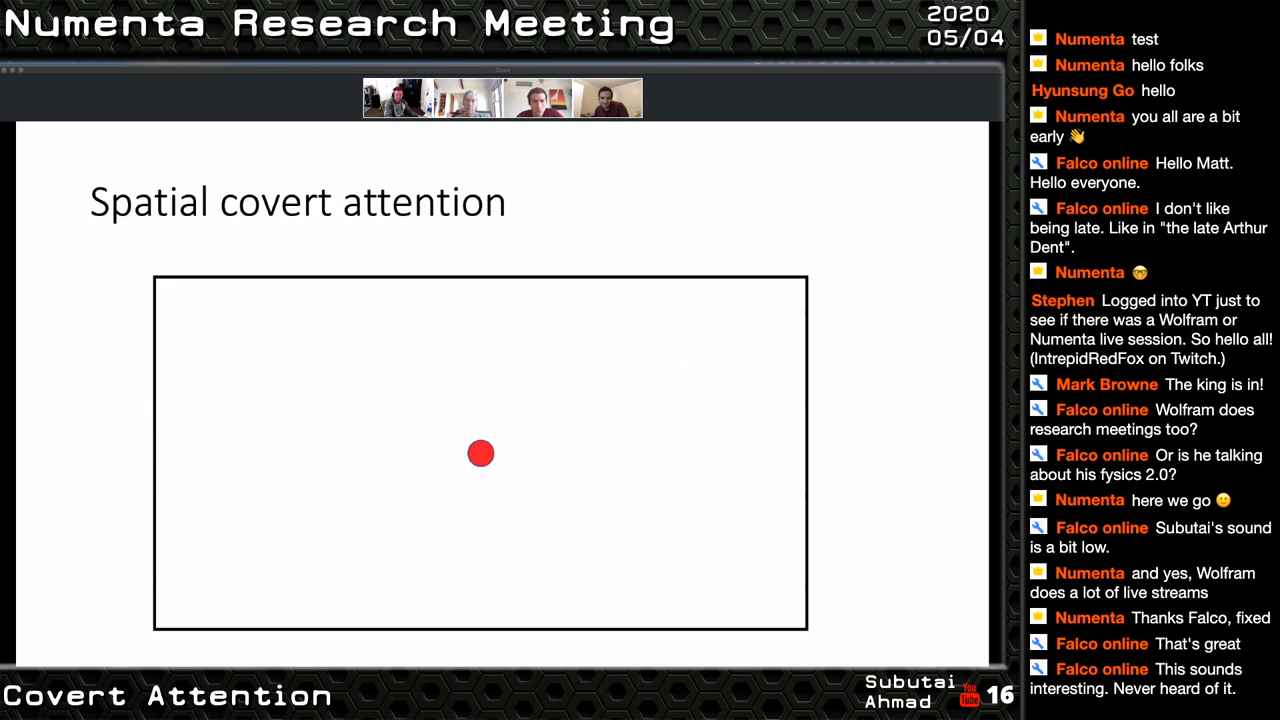 Numenta Research Meeting
2020
05/04
Zoom
Spatial covert attention
Numenta test
Numenta hello folks
Hyunsung Go hello
Numenta you all are a bit
early 👋
Falco online Hello Matt.
Hello everyone.
Falco online I don't like
being late. Like in "the late Arthur
Dent".
Numenta 🤓
Stephen Logged into YT just to
see if there was a Wolfram or
Numenta live session. So hello all!
(IntrepidRedFox on Twitch.)
Mark Browne The king is in!
Falco online Wolfram does
research meetings too?
Falco online Or is he talking
about his fysics 2.0?
Numenta here we go 🙂
Falco online Subutai's sound
is a bit low.
Numenta and yes, Wolfram
does a lot of live streams
Numenta Thanks Falco, fixed
Falco online That's great
Falco online This sounds
interesting. Never heard of it.
Covert Attention
Subutai
Ahmad
You
Tube
16